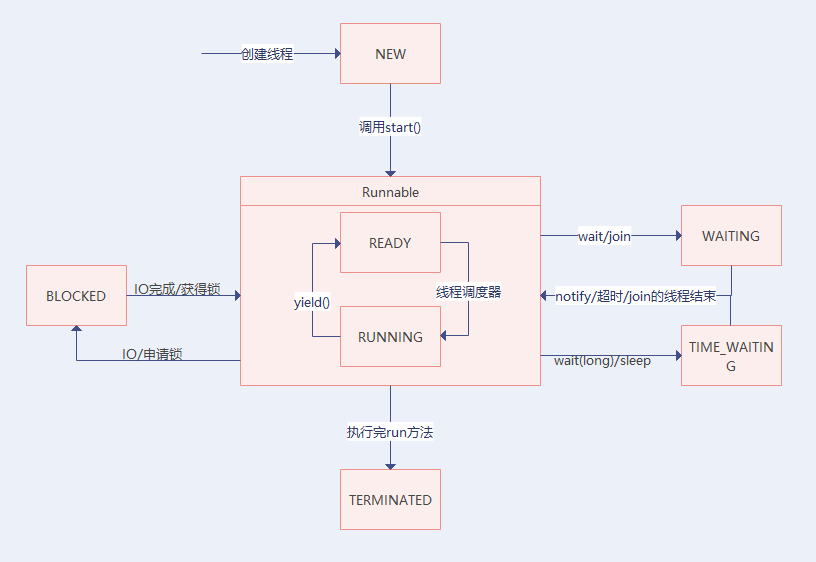 创建线程
NEW
调用start()
Runnable
READY
wait/join
WAITING
BLOCKED
IO完成/获得锁
yield()
线程调度器
notify/超时/join的线程结束
RUNNING
IO/申请锁
wait(long)/sleep
TIME_WAITIN
G
执行完run方法
TERMINATED